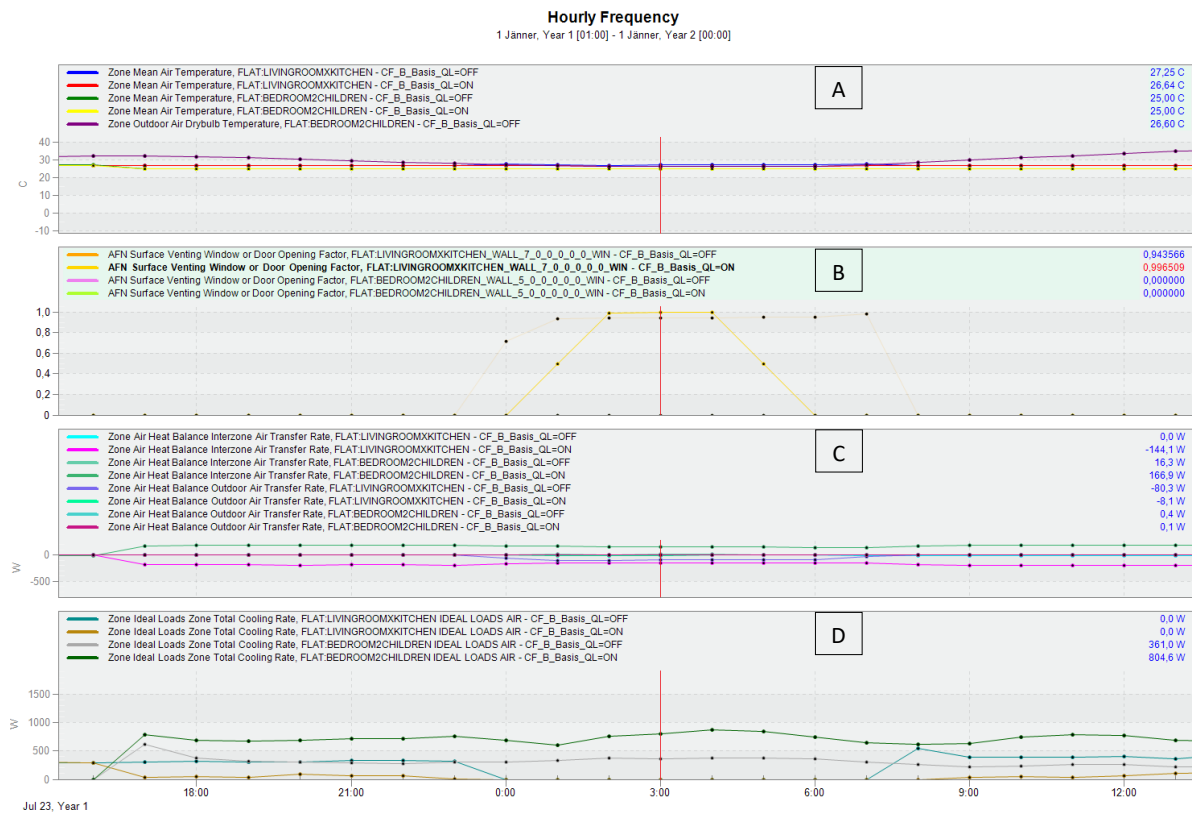 Hourly Frequency
1 Jänner, Year 1 [01:00] - 1 Jänner, Year 2 [00:00]
Zone Mean Air Temperature, FLAT:LIVINGROOMXKITCHEN - CF_B_Basis_QL=OFF 27,25 C
Zone Mean Air Temperature, FLAT:LIVINGROOMXKITCHEN - CF_B_Basis_QL=ON 26,64 C
Zone Mean Air Temperature, FLAT:BEDROOM2CHILDREN - CF_B_Basis_QL=OFF 25,00 C
Zone Mean Air Temperature, FLAT:BEDROOM2CHILDREN - CF_B_Basis_QL=ON 25,00 C
Zone Outdoor Air Drybulb Temperature, FLAT:BEDROOM2CHILDREN - CF_B_Basis_QL=OFF 26,60 C
A
40
30
20
10
0
-10
C
AFN Surface Venting Window or Door Opening Factor, FLAT:LIVINGROOMXKITCHEN_WALL_7_0_0_0_0_0_WIN - CF_B_Basis_QL=OFF 0,943566
AFN Surface Venting Window or Door Opening Factor, FLAT:LIVINGROOMXKITCHEN_WALL_7_0_0_0_0_0_WIN - CF_B_Basis_QL=ON 0,996509
AFN Surface Venting Window or Door Opening Factor, FLAT:BEDROOM2CHILDREN_WALL_5_0_0_0_0_0_WIN - CF_B_Basis_QL=OFF 0,000000
AFN Surface Venting Window or Door Opening Factor, FLAT:BEDROOM2CHILDREN_WALL_5_0_0_0_0_0_WIN - CF_B_Basis_QL=ON 0,000000
B
1,0
0,8
0,6
0,4
0,2
0
Zone Air Heat Balance Interzone Air Transfer Rate, FLAT:LIVINGROOMXKITCHEN - CF_B_Basis_QL=OFF 0,0 W
Zone Air Heat Balance Interzone Air Transfer Rate, FLAT:LIVINGROOMXKITCHEN - CF_B_Basis_QL=ON -144,1 W
Zone Air Heat Balance Interzone Air Transfer Rate, FLAT:BEDROOM2CHILDREN - CF_B_Basis_QL=OFF 16,3 W
Zone Air Heat Balance Interzone Air Transfer Rate, FLAT:BEDROOM2CHILDREN - CF_B_Basis_QL=ON 166,9 W
Zone Air Heat Balance Outdoor Air Transfer Rate, FLAT:LIVINGROOMXKITCHEN - CF_B_Basis_QL=OFF -80,3 W
Zone Air Heat Balance Outdoor Air Transfer Rate, FLAT:LIVINGROOMXKITCHEN - CF_B_Basis_QL=ON -8,1 W
Zone Air Heat Balance Outdoor Air Transfer Rate, FLAT:BEDROOM2CHILDREN - CF_B_Basis_QL=OFF 0,4 W
Zone Air Heat Balance Outdoor Air Transfer Rate, FLAT:BEDROOM2CHILDREN - CF_B_Basis_QL=ON 0,1 W
C
0
-500
W
Zone Ideal Loads Zone Total Cooling Rate, FLAT:LIVINGROOMXKITCHEN IDEAL LOADS AIR - CF_B_Basis_QL=OFF 0,0 W
Zone Ideal Loads Zone Total Cooling Rate, FLAT:LIVINGROOMXKITCHEN IDEAL LOADS AIR - CF_B_Basis_QL=ON 0,0 W
Zone Ideal Loads Zone Total Cooling Rate, FLAT:BEDROOM2CHILDREN IDEAL LOADS AIR - CF_B_Basis_QL=OFF 361,0 W
Zone Ideal Loads Zone Total Cooling Rate, FLAT:BEDROOM2CHILDREN IDEAL LOADS AIR - CF_B_Basis_QL=ON 804,6 W
D
1500
1000
500
0
W
18:00 21:00 0:00 3:00 6:00 9:00 12:00
Jul 23, Year 1